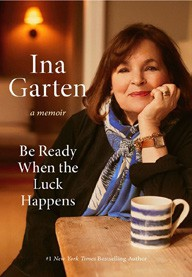 Ina
Garten
a memoir
Be Ready
When the
Luck
Happens
#1 New York Times Bestselling Author